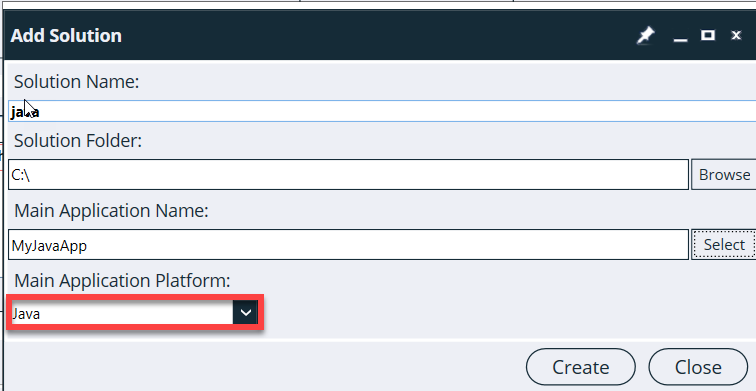 Add Solution
Solution Name:
java
Solution Folder:
C:\
Browse
Main Application Name:
MyJavaApp
Select
Main Application Platform:
Java
Create
Close